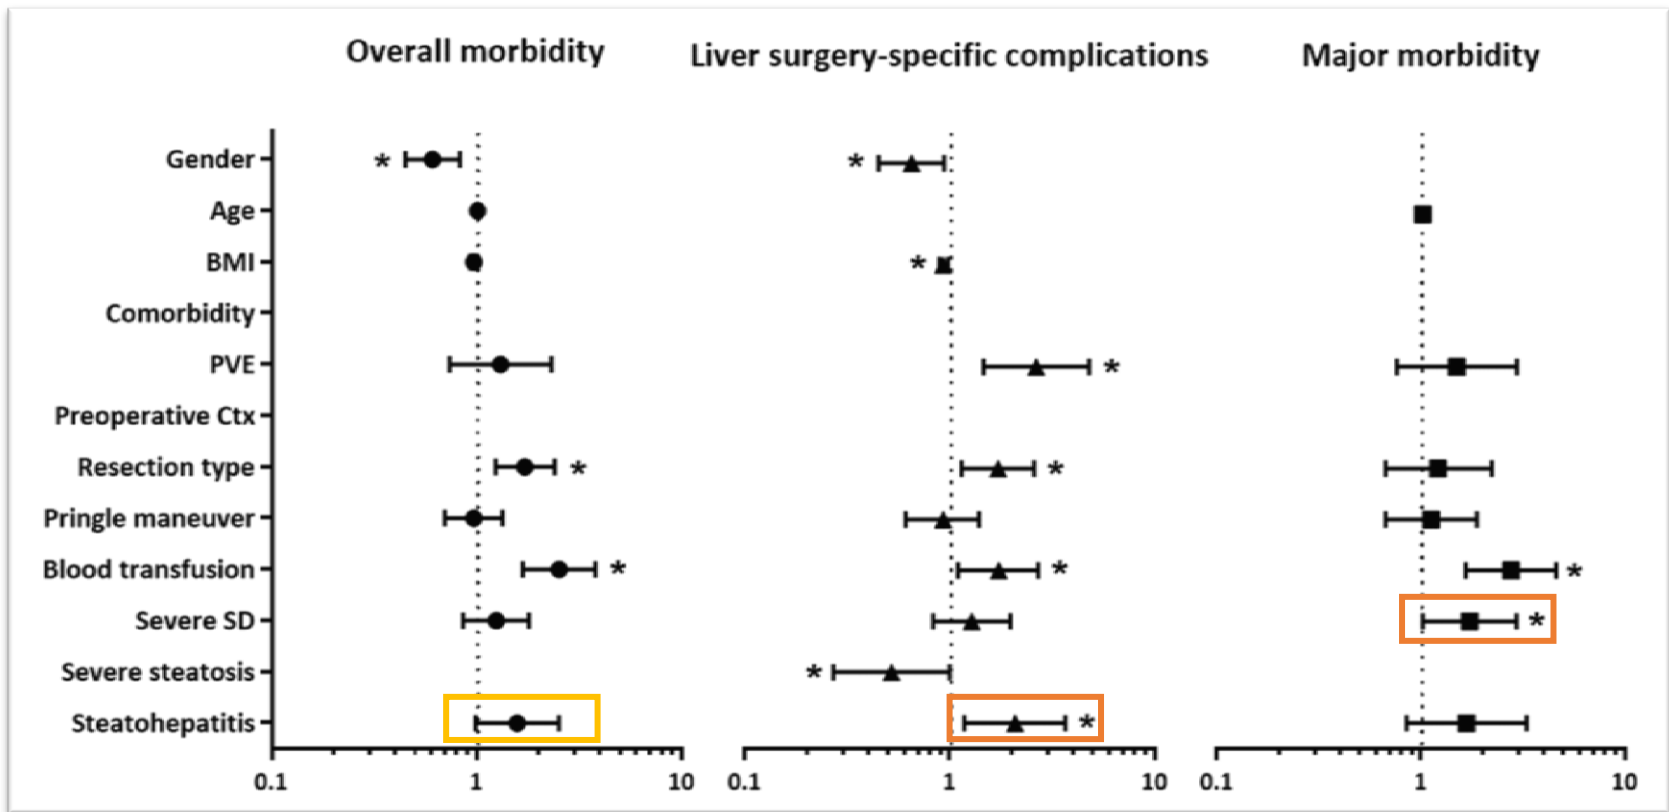 Overall morbidity
Liver surgery-specific complications
Major morbidity
Gender * *
Age
BMI *
Comorbidity
PVE *
Preoperative Ctx
Resection type * *
Pringle maneuver
Blood transfusion * * *
Severe SD *
Severe steatosis *
Steatohepatitis *
0.1 1 10 0.1 1 10 0.1 1 10